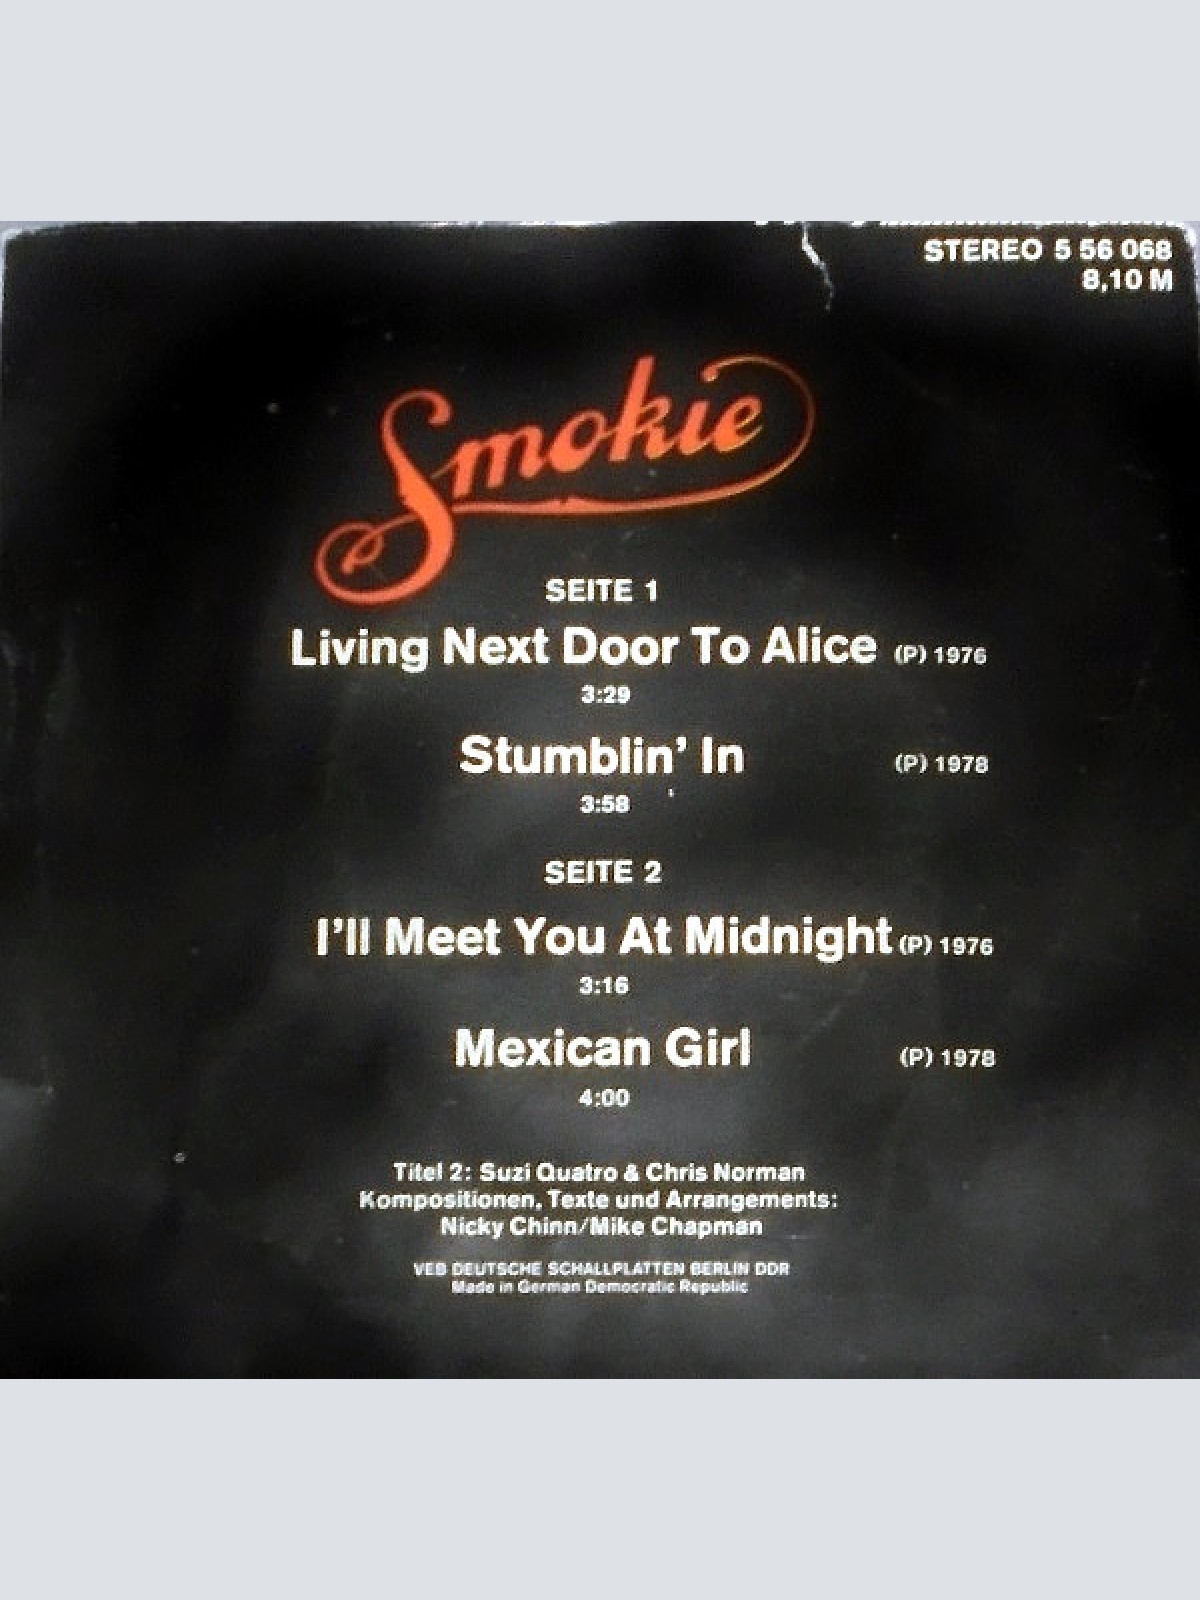 STEREO 5 56 068
8,10 M
Smokie
SEITE 1
Living Next Door To Alice (P) 1976
3:29
Stumblin' In (P) 1978
3:58
SEITE 2
I'll Meet You At Midnight (P) 1976
3:16
Mexican Girl (P) 1978
4:00
Titel 2: Suzi Quatro & Chris Norman
Kompositionen, Texte und Arrangements:
Nicky Chinn/Mike Chapman
VEB DEUTSCHE SCHALLPLATTEN BERLIN DDR
Made in German Democratic Republic